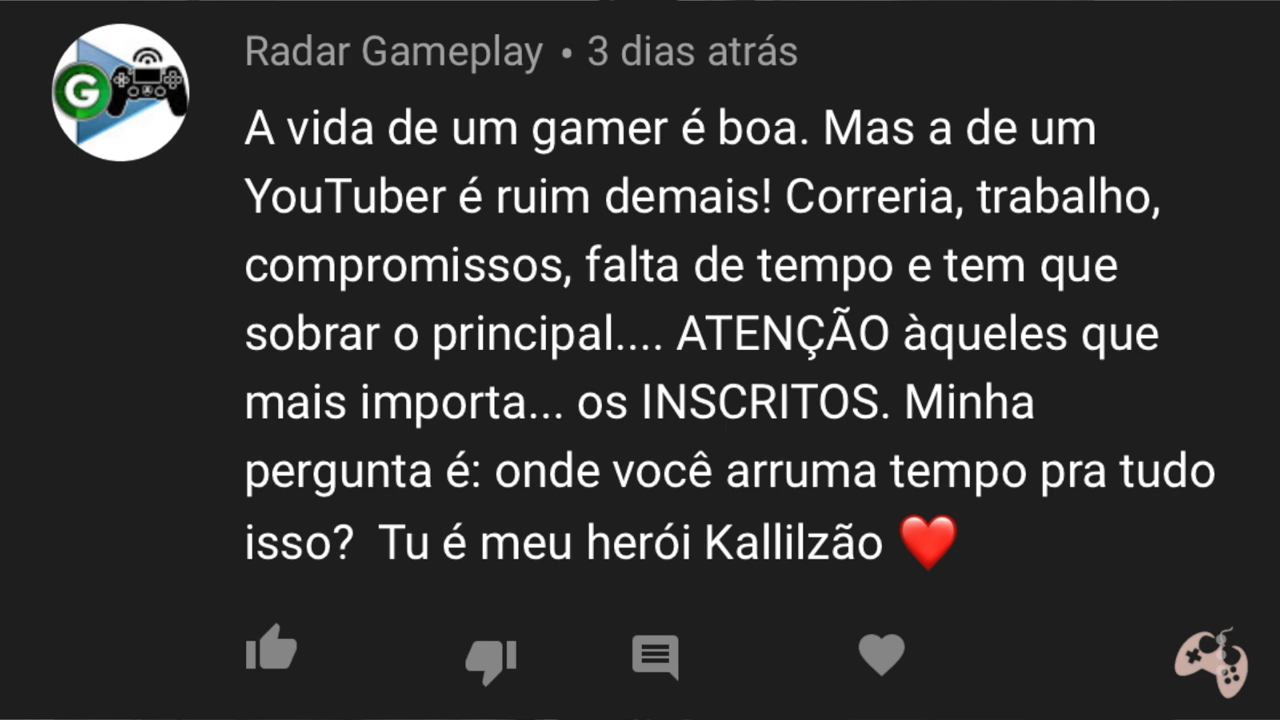 Radar Gameplay • 3 dias atrás
A vida de um gamer é boa. Mas a de um
YouTuber é ruim demais! Correria, trabalho,
compromissos, falta de tempo e tem que
sobrar o principal.... ATENÇÃO àqueles que
mais importa... os INSCRITOS. Minha
pergunta é: onde você arruma tempo pra tudo
isso?  Tu é meu herói Kallilzão ❤️
G